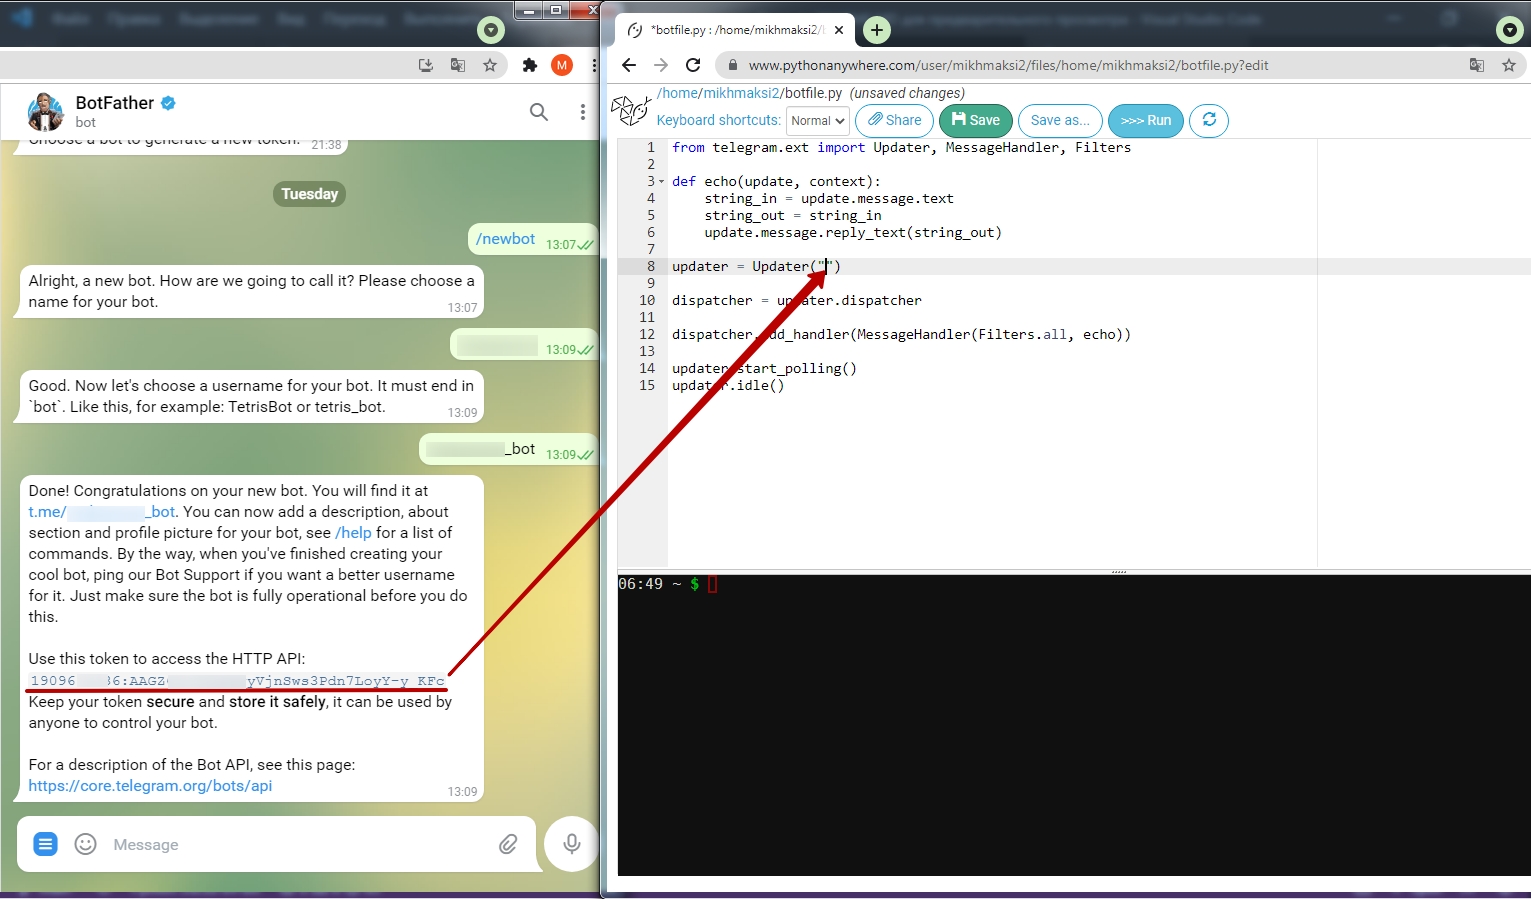 BotFather
bot
Choose a bot to generate a new token. 21:38
Tuesday
/newbot 13:07
Alright, a new bot. How are we going to call it? Please choose a
name for your bot. 13:07
13:09
Good. Now let's choose a username for your bot. It must end in
`bot`. Like this, for example: TetrisBot or tetris_bot. 13:09
_bot 13:09
Done! Congratulations on your new bot. You will find it at
t.me/ _bot. You can now add a description, about
section and profile picture for your bot, see /help for a list of
commands. By the way, when you've finished creating your
cool bot, ping our Bot Support if you want a better username
for it. Just make sure the bot is fully operational before you do
this.
Use this token to access the HTTP API:
19096 36:AAGZ yVjnSws3Pdn7LoyY-y_KFc
Keep your token secure and store it safely, it can be used by
anyone to control your bot.
For a description of the Bot API, see this page:
https://core.telegram.org/bots/api 13:09
Message
M
*botfile.py : /home/mikhmaksi2/b
www.pythonanywhere.com/user/mikhmaksi2/files/home/mikhmaksi2/botfile.py?edit
/home/mikhmaksi2/botfile.py (unsaved changes)
Keyboard shortcuts: Normal Share Save Save as... >>> Run
1 from telegram.ext import Updater, MessageHandler, Filters
2
3 def echo(update, context):
4 string_in = update.message.text
5 string_out = string_in
6 update.message.reply_text(string_out)
7
8 updater = Updater("")
9
10 dispatcher = updater.dispatcher
11
12 dispatcher.add_handler(MessageHandler(Filters.all, echo))
13
14 updater.start_polling()
15 updater.idle()
06:49 ~ $